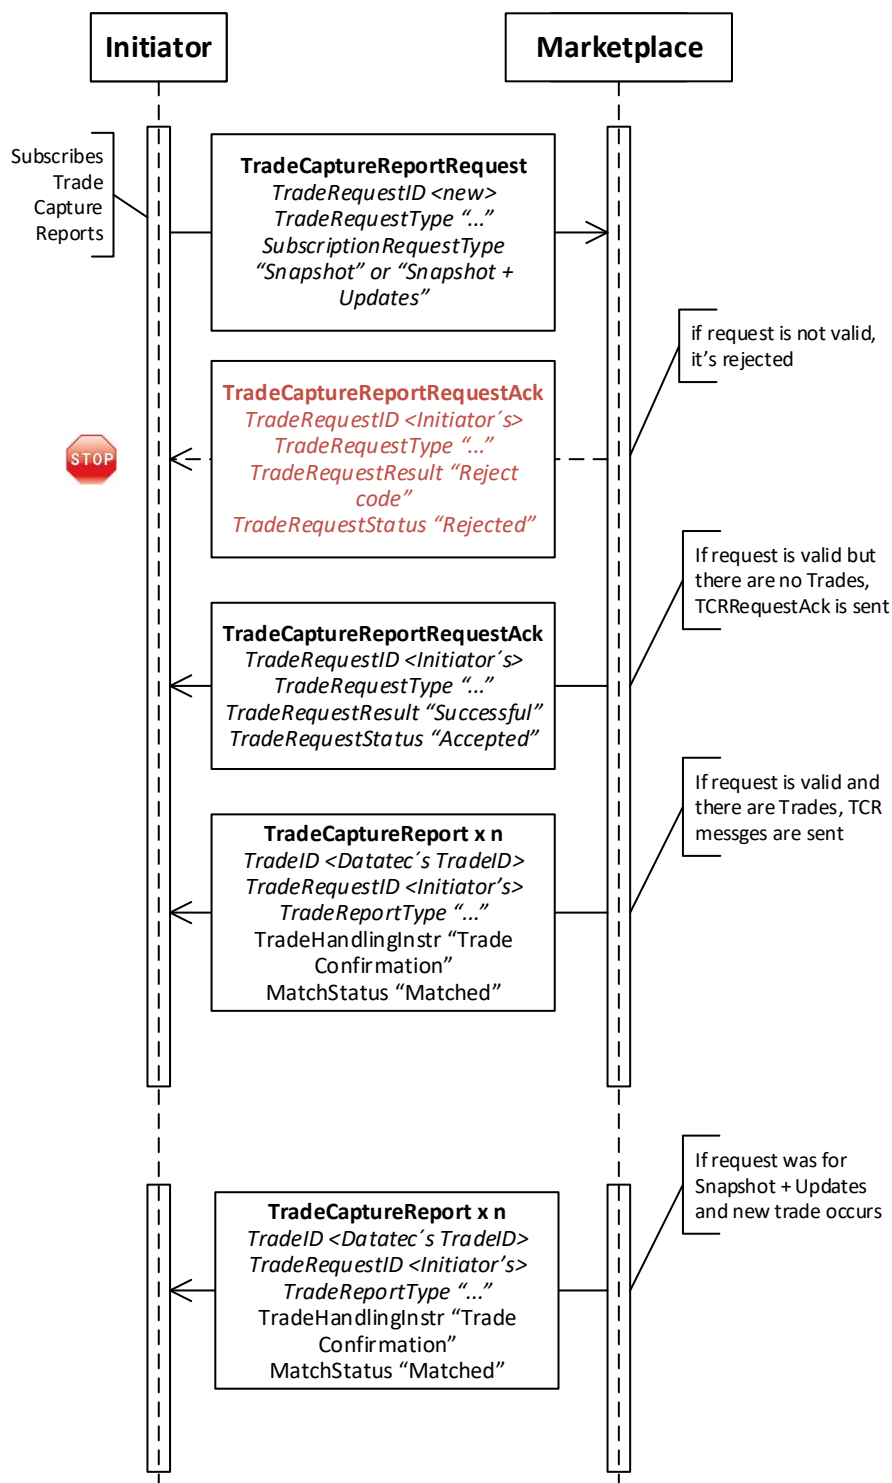 Initiator
Marketplace
Subscribes
Trade
Capture
Reports
TradeCaptureReportRequest
TradeRequestID <new>
TradeRequestType “...”
SubscriptionRequestType
“Snapshot” or “Snapshot +
Updates”
if request is not valid,
it’s rejected
TradeCaptureReportRequestAck
TradeRequestID <Initiator´s>
TradeRequestType “...”
TradeRequestResult “Reject
code”
TradeRequestStatus “Rejected”
STOP
If request is valid but
there are no Trades,
TCRRequestAck is sent
TradeCaptureReportRequestAck
TradeRequestID <Initiator´s>
TradeRequestType “...”
TradeRequestResult “Successful”
TradeRequestStatus “Accepted”
If request is valid and
there are Trades, TCR
messges are sent
TradeCaptureReport x n
TradeID <Datatec´s TradeID>
TradeRequestID <Initiator’s>
TradeReportType “...”
TradeHandlingInstr “Trade
Confirmation”
MatchStatus “Matched”
If request was for
Snapshot + Updates
and new trade occurs
TradeCaptureReport x n
TradeID <Datatec´s TradeID>
TradeRequestID <Initiator’s>
TradeReportType “...”
TradeHandlingInstr “Trade
Confirmation”
MatchStatus “Matched”